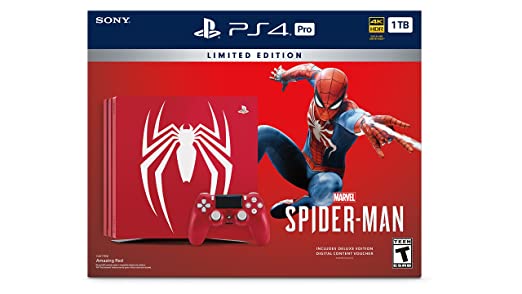 SONY
PS4 Pro
4K
HDR
1TB
LIMITED EDITION
MARVEL
SPIDER-MAN
INCLUDES DELUXE EDITION
DIGITAL CONTENT VOUCHER
Amazing Red
TEEN
T
ESRB